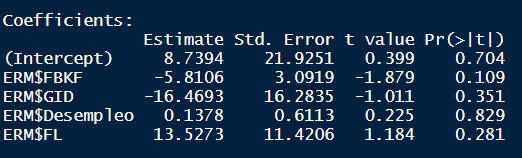 Coefficients:
Estimate Std. Error t value Pr(>|t|)
(Intercept) 8.7394 21.9251 0.399 0.704
ERM$FBKF -5.8106 3.0919 -1.879 0.109
ERM$GID -16.4693 16.2835 -1.011 0.351
ERM$Desempleo 0.1378 0.6113 0.225 0.829
ERM$FL 13.5273 11.4206 1.184 0.281